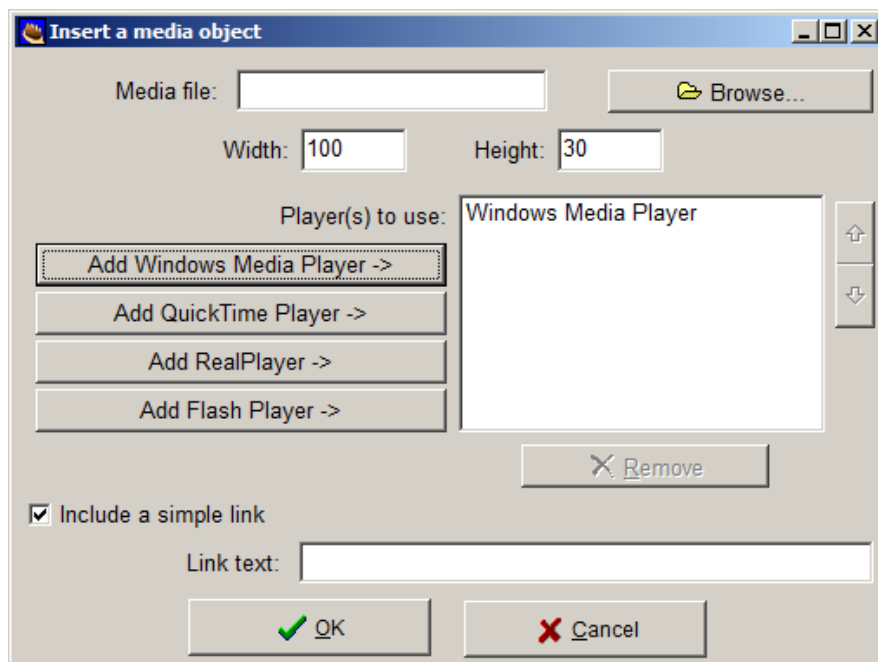 Insert a media object
Media file:
Browse...
Width: 100 Height: 30
Player(s) to use:
Windows Media Player
Add Windows Media Player ->
Add QuickTime Player ->
Add RealPlayer ->
Add Flash Player ->
Remove
Include a simple link
Link text:
OK
Cancel